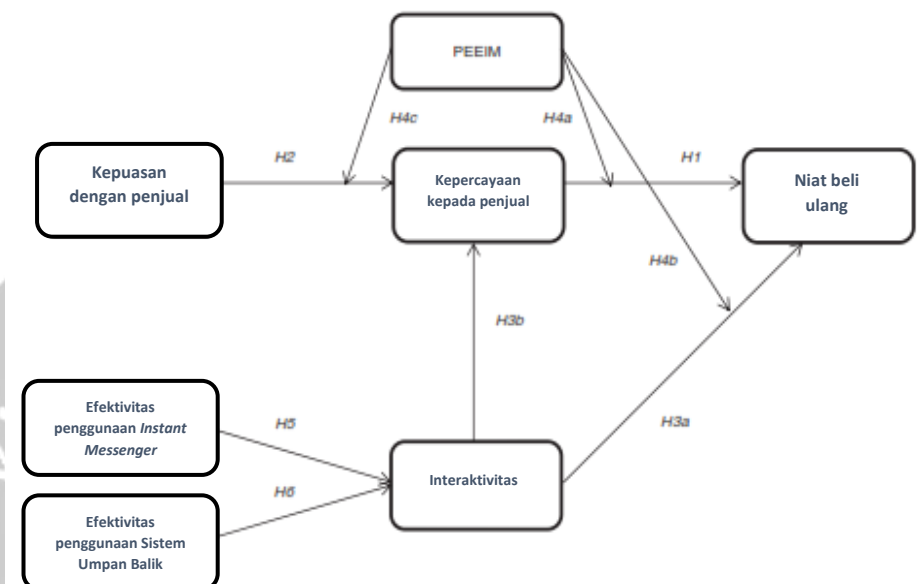 PEEIM
H4c
H4a
H2
H1
Kepuasan
dengan penjual
Kepercayaan
kepada penjual
Niat beli
ulang
H4b
H3b
Efektivitas
penggunaan Instant
Messenger
H5
H3a
Interaktivitas
H6
Efektivitas
penggunaan Sistem
Umpan Balik